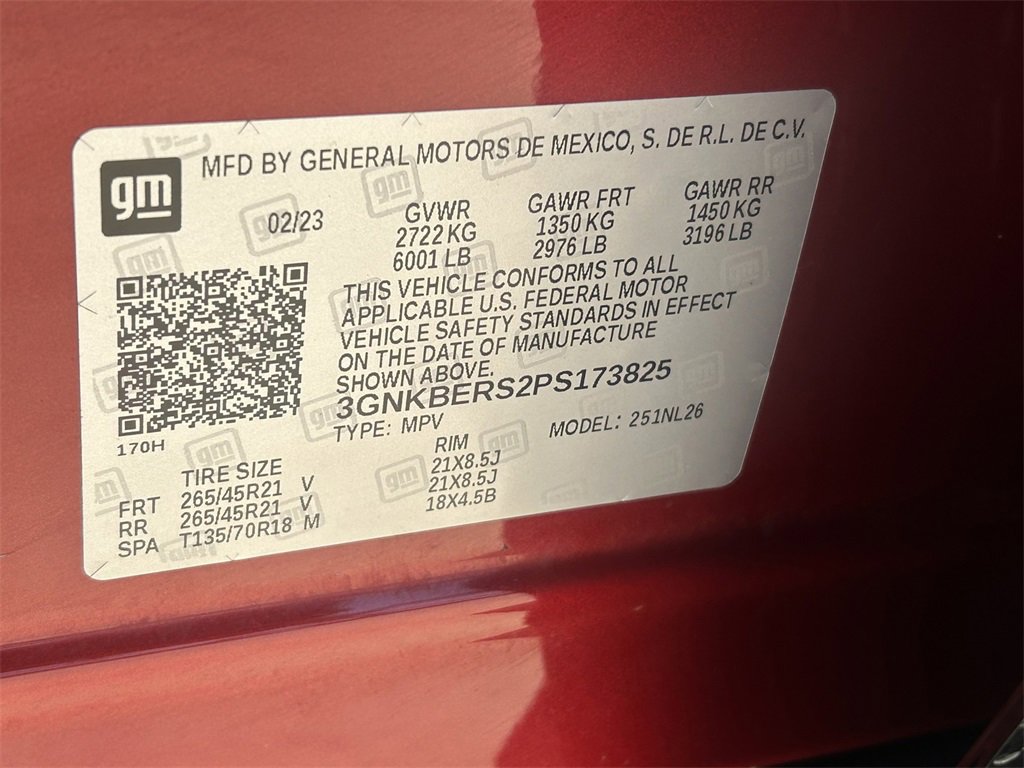 gm
MFD BY GENERAL MOTORS DE MEXICO, S. DE R.L. DE C.V.
02/23
GVWR GAWR FRT GAWR RR
2722 KG 1350 KG 1450 KG
6001 LB 2976 LB 3196 LB
THIS VEHICLE CONFORMS TO ALL
APPLICABLE U.S. FEDERAL MOTOR
VEHICLE SAFETY STANDARDS IN EFFECT
ON THE DATE OF MANUFACTURE
SHOWN ABOVE.
3GNKBERS2PS173825
TYPE: MPV MODEL: 251NL26
170H
TIRE SIZE RIM
FRT 265/45R21 V 21X8.5J
RR 265/45R21 V 21X8.5J
SPA T135/70R18 M 18X4.5B